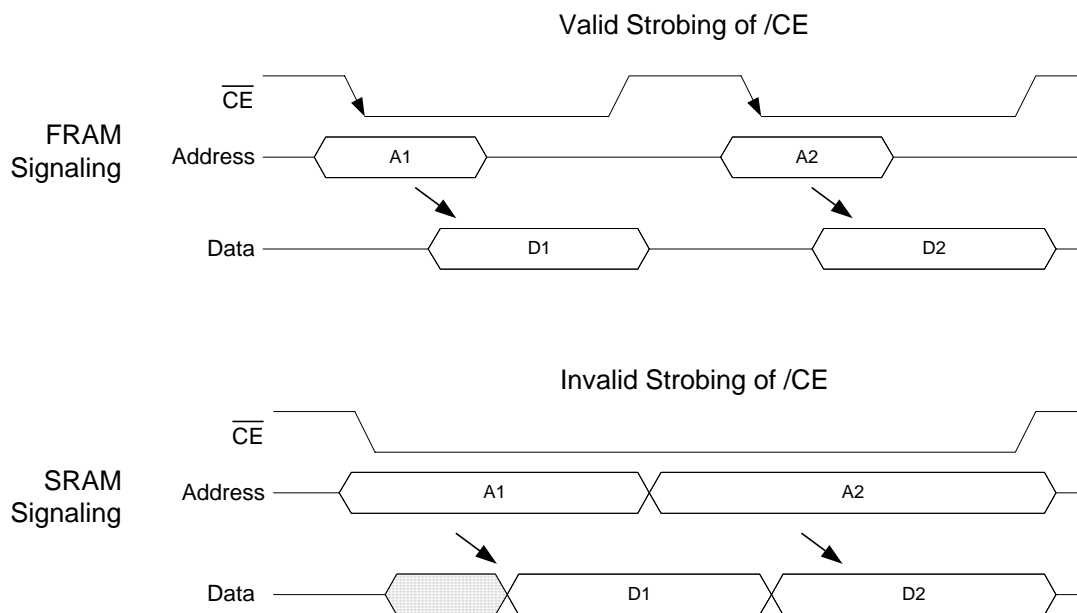 Valid Strobing of /CE
CE
FRAM
Signaling
Address
A1
A2
Data
D1
D2
Invalid Strobing of /CE
CE
SRAM
Signaling
Address
A1
A2
Data
D1
D2